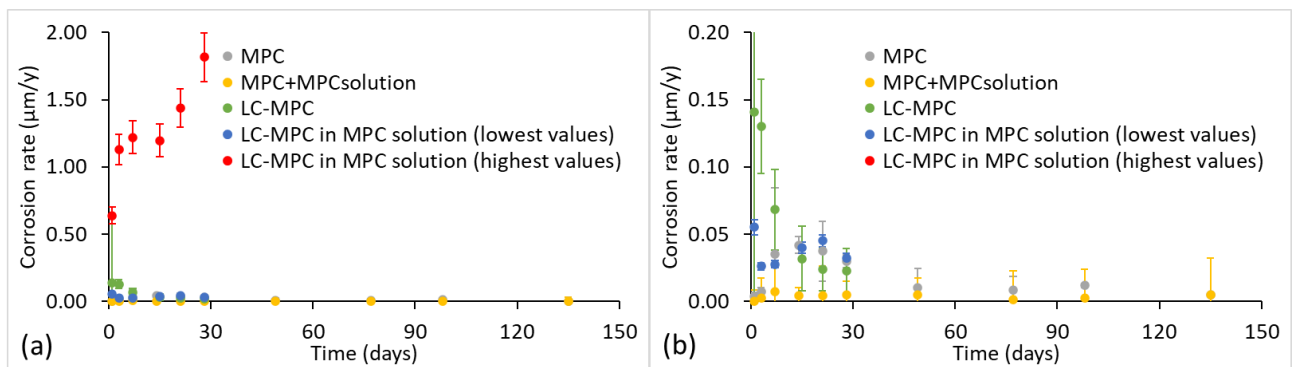 2.00
1.50
1.00
0.50
0.00
Corrosion rate (µm/y)
MPC
MPC+MPCsolution
LC-MPC
LC-MPC in MPC solution (lowest values)
LC-MPC in MPC solution (highest values)
0 30 60 90 120 150
Time (days)
(a)
0.20
0.15
0.10
0.05
0.00
Corrosion rate (µm/y)
MPC
MPC+MPCsolution
LC-MPC
LC-MPC in MPC solution (lowest values)
LC-MPC in MPC solution (highest values)
0 30 60 90 120 150
Time (days)
(b)